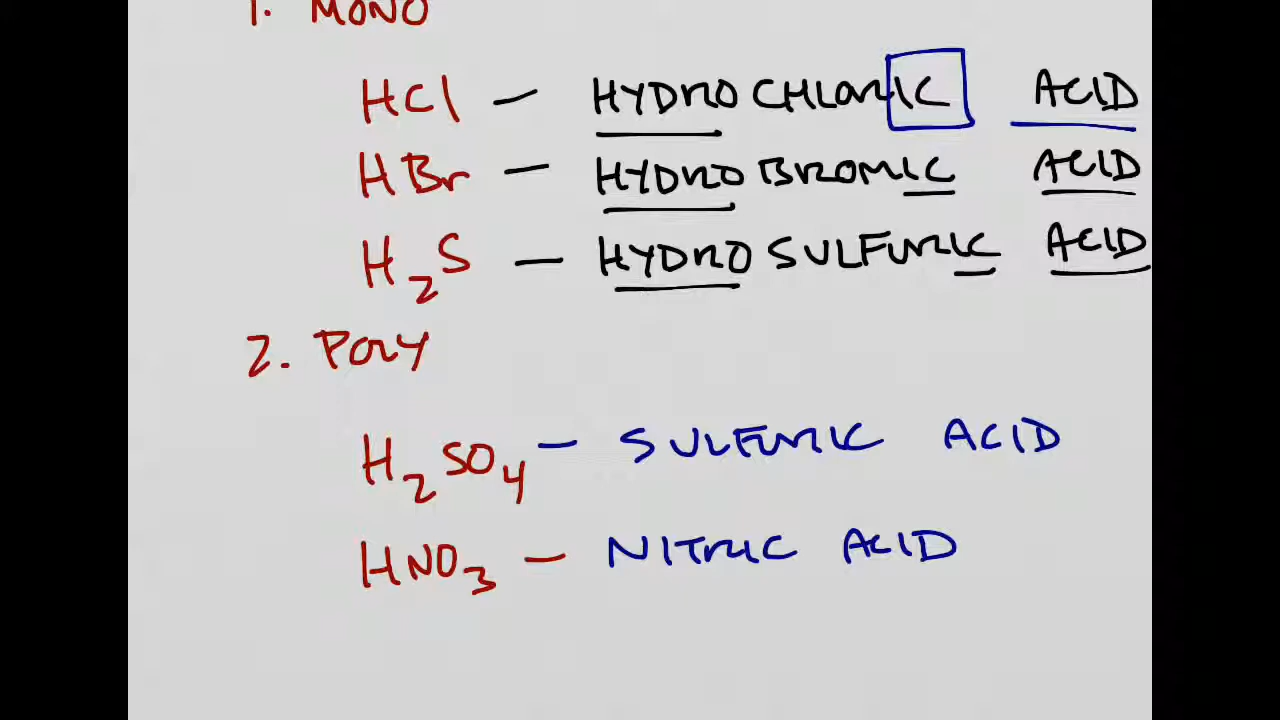 1. MONO
HCl — HYDROCHLORIC ACID
HBr — HYDROBROMIC ACID
H2S — HYDROSULFURIC ACID
2. POLY
H2SO4 — SULFURIC ACID
HNO3 — NITRIC ACID